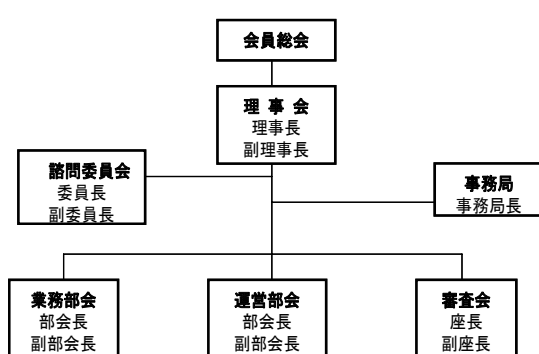 会員総会
理 事 会
理事長
副理事長
諮問委員会
委員長
副委員長
事務局
事務局長
業務部会
部会長
副部会長
運営部会
部会長
副部会長
審査会
座長
副座長